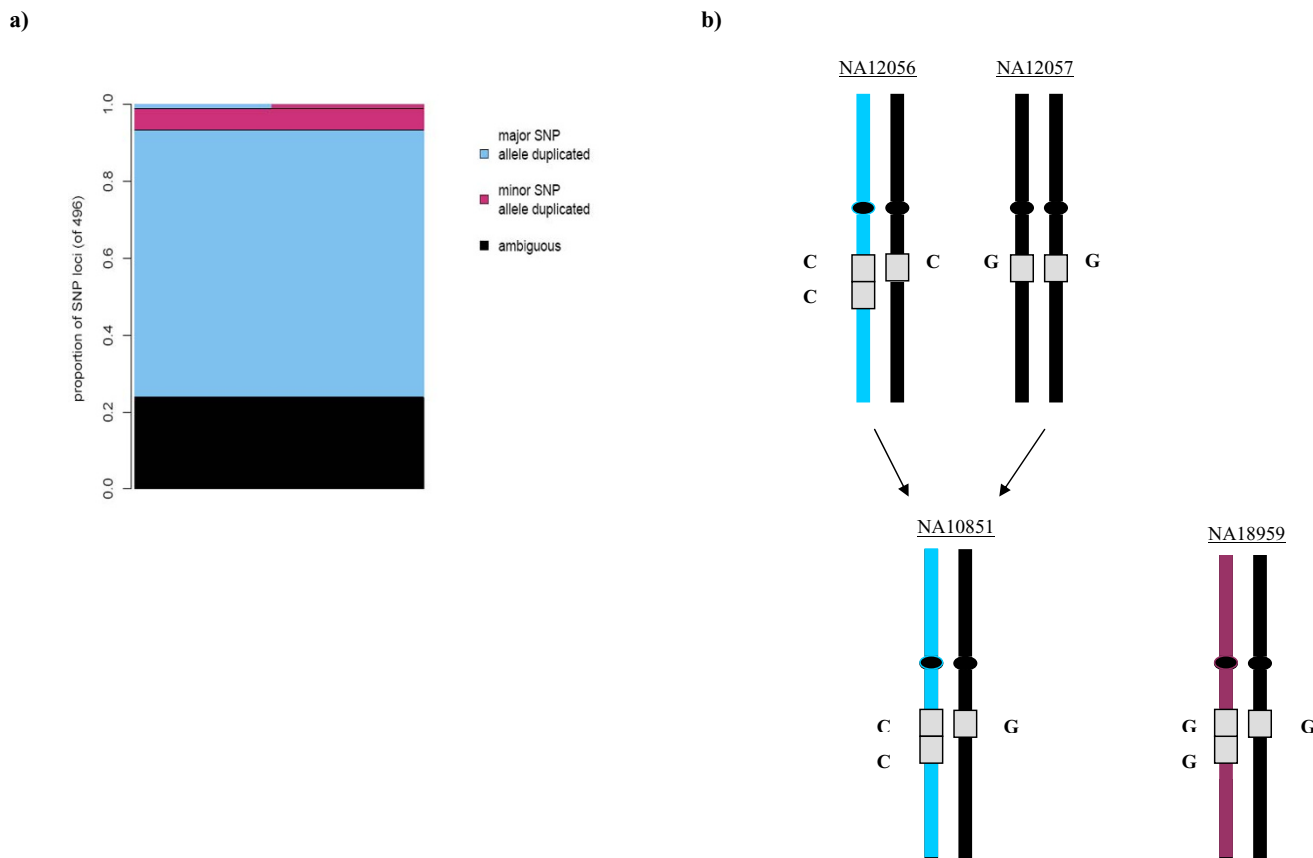 a)
b)
NA12056
NA12057
1.0
0.8
0.6
0.4
0.2
0.0
proportion of SNP loci (of 496)
major SNP
allele duplicated
minor SNP
allele duplicated
ambiguous
C
C
G
G
C
NA10851
NA18959
C
G
G
G
C
G